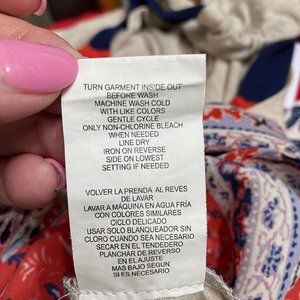 TURN GARMENT INSIDE OUT
BEFORE WASH
MACHINE WASH COLD
WITH LIKE COLORS
GENTLE CYCLE
ONLY NON-CHLORINE BLEACH
WHEN NEEDED
LINE DRY
IRON ON REVERSE
SIDE ON LOWEST
SETTING IF NEEDED
VOLVER LA PRENDA AL REVES
DE LAVAR
LAVAR A MÁQUINA EN AGUA FRÍA
CON COLORES SIMILARES
CICLO DELICADO
USAR SOLO BLANQUEADOR SIN
CLORO CUANDO SEA NECESARIO
SECAR EN EL TENDEDERO
PLANCHAR DE REVERSO
EN EL AJUSTE
MAS BAJO SEGUN
SI ES NECESARIO